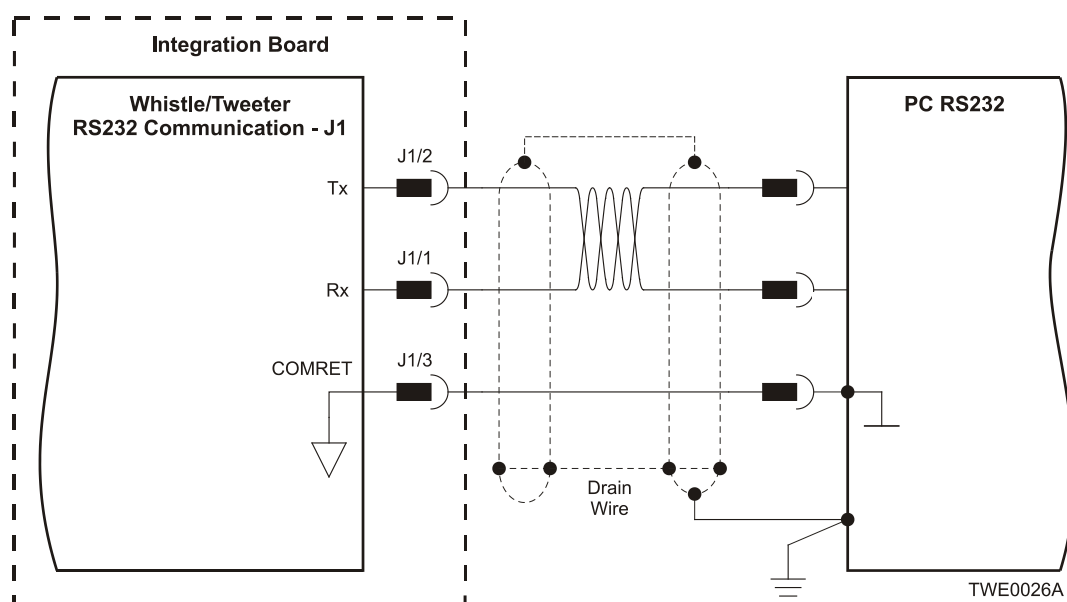 Integration Board
Whistle/Tweeter
RS232 Communication - J1
PC RS232
J1/2
Tx
J1/1
Rx
J1/3
COMRET
Drain
Wire
TWE0026A